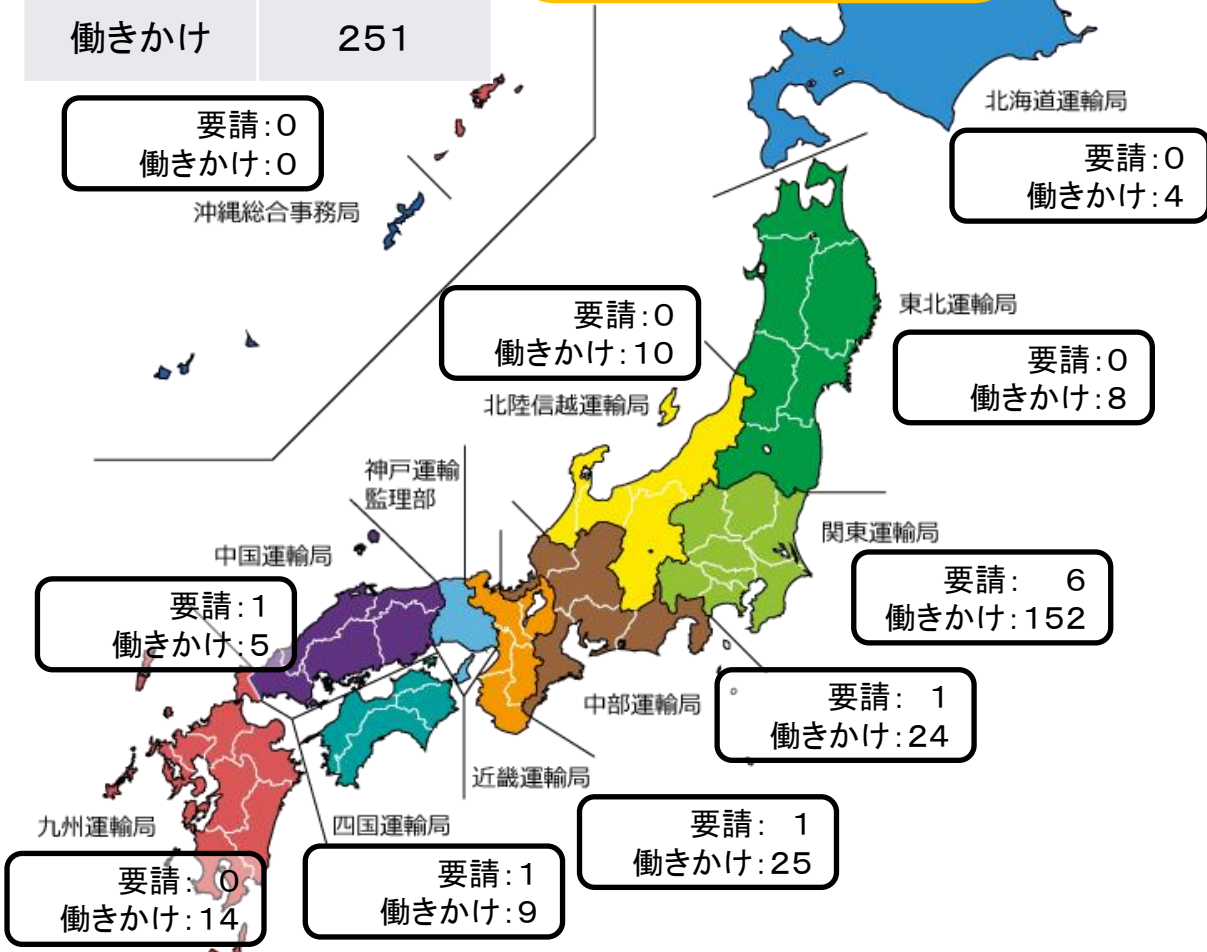 働きかけ ２５１
要請：０
働きかけ：０
沖縄総合事務局
北海道運輸局
要請：０
働きかけ：４
要請：０
働きかけ：１０
北陸信越運輸局
東北運輸局
要請：０
働きかけ：８
神戸運輸
監理部
中国運輸局
要請：１
働きかけ：５
関東運輸局
要請：　６
働きかけ：１５２
中部運輸局
要請：　１
働きかけ：２４
近畿運輸局
要請：　１
働きかけ：２５
九州運輸局
要請：　０
働きかけ：１４
四国運輸局
要請：１
働きかけ：９